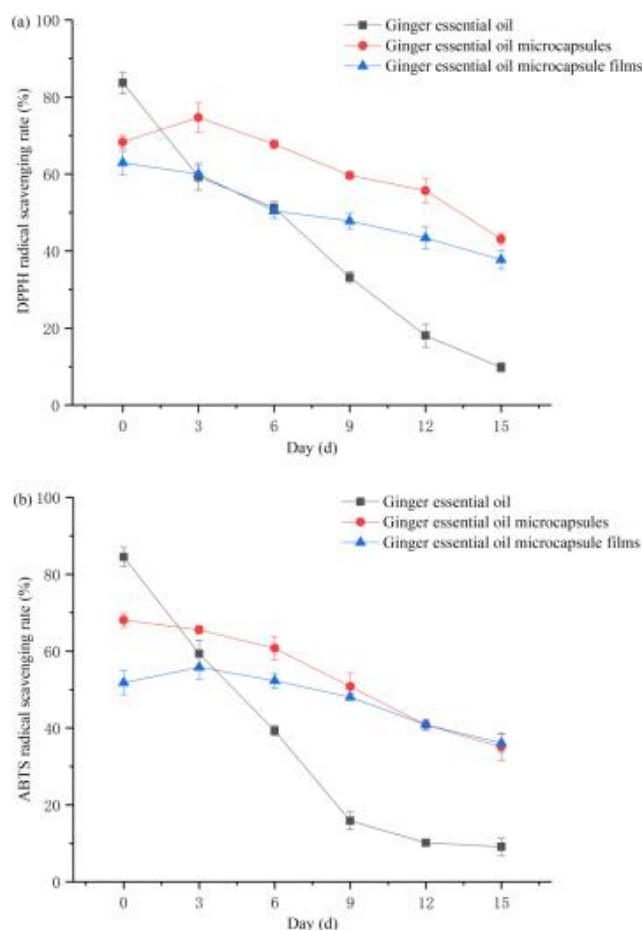 (a)
100
Ginger essential oil
Ginger essential oil microcapsules
Ginger essential oil microcapsule films
80
60
40
20
0
DPPH radical scavenging rate (%)
0 3 6 9 12 15
Day (d)
(b)
100
Ginger essential oil
Ginger essential oil microcapsules
Ginger essential oil microcapsule films
80
60
40
20
0
ABTS radical scavenging rate (%)
0 3 6 9 12 15
Day (d)